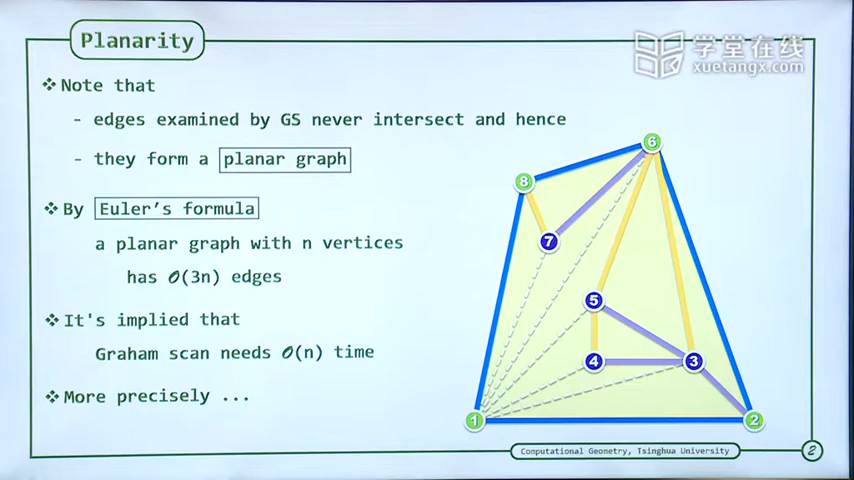 Planarity
学堂在线
xuetangx.com
❖Note that
- edges examined by GS never intersect and hence
- they form a planar graph
❖By Euler's formula
a planar graph with n vertices
has O(3n) edges
❖It's implied that
Graham scan needs O(n) time
❖More precisely ...
6
8
7
5
4
3
1
2
Computational Geometry, Tsinghua University
2